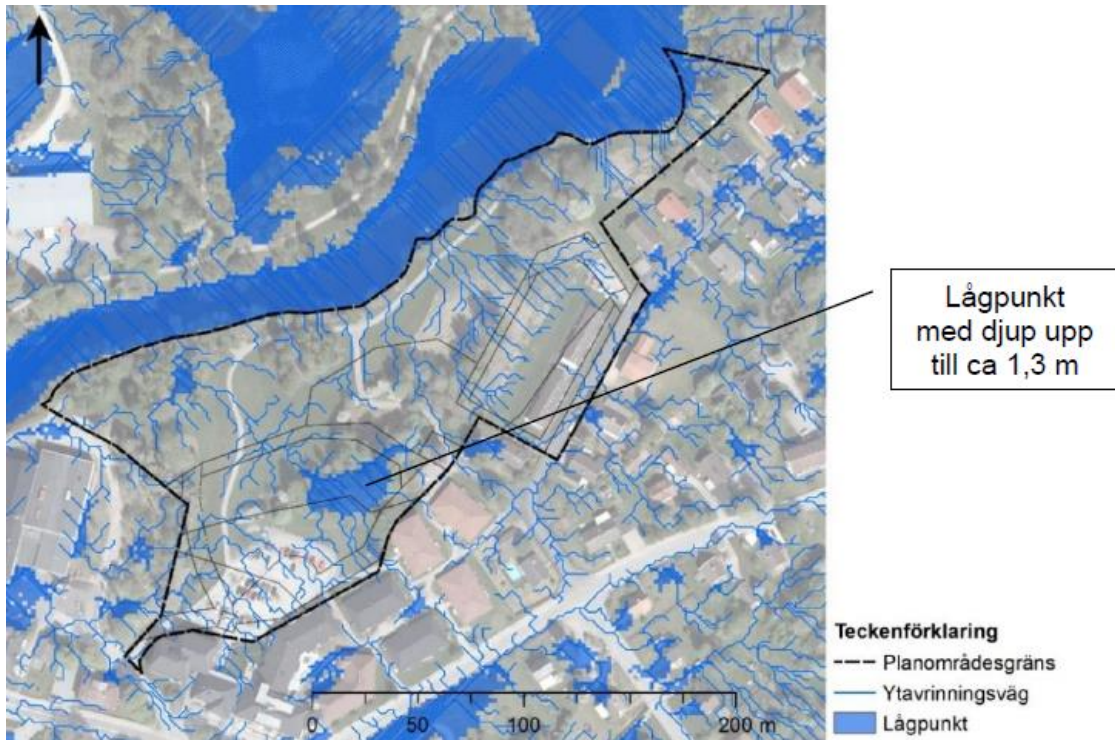 Lågpunkt
med djup upp
till ca 1,3 m
Teckenförklaring
Planområdesgräns
Ytavrinningsväg
Lågpunkt
0 50 100 200 m